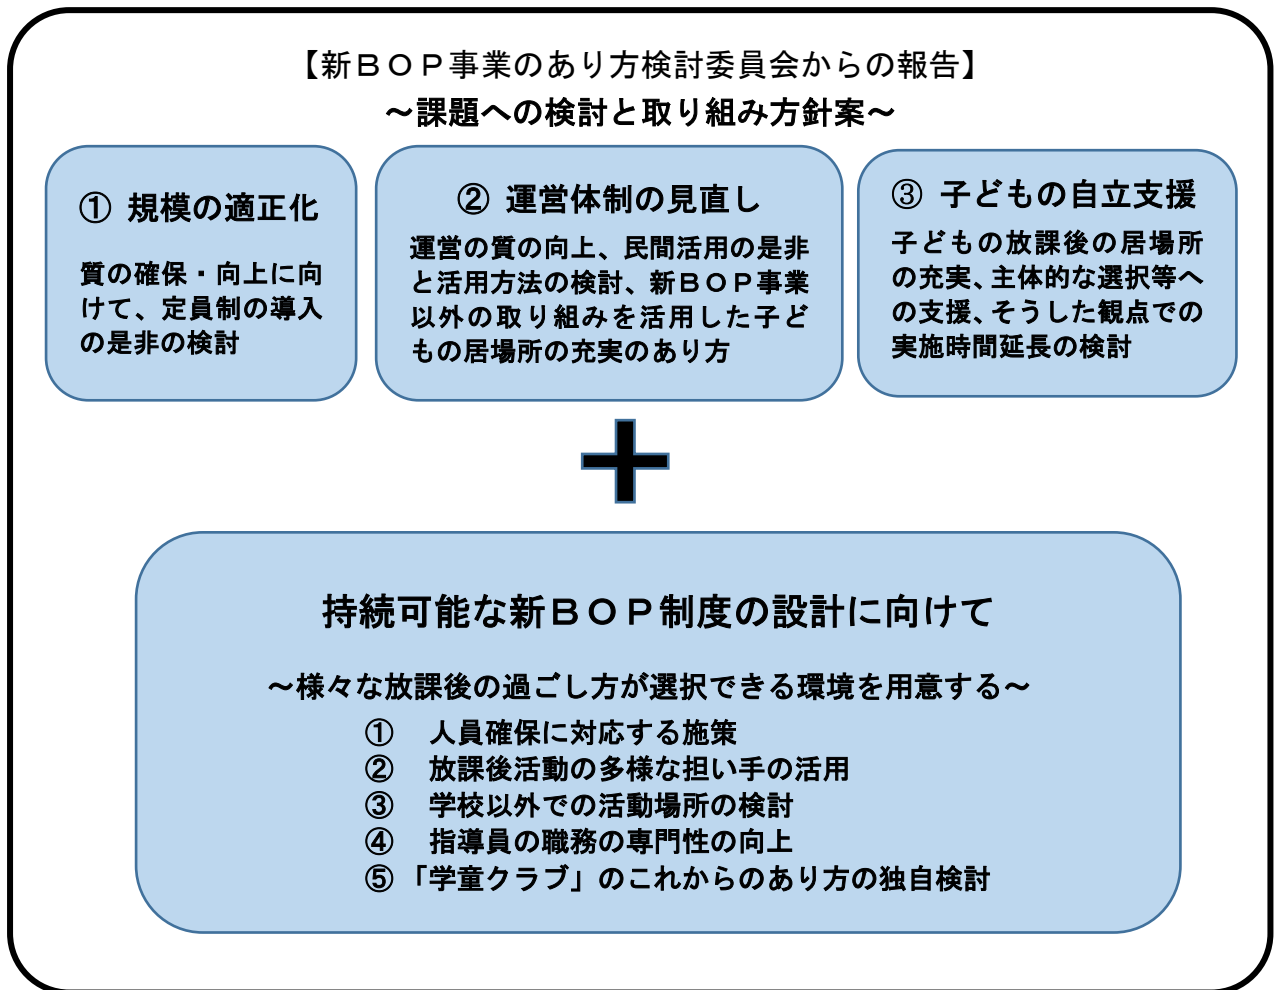 【新ＢＯＰ事業のあり方検討委員会からの報告】
～課題への検討と取り組み方針案～
① 規模の適正化
質の確保・向上に向
けて、定員制の導入
の是非の検討
② 運営体制の見直し
運営の質の向上、民間活用の是非
と活用方法の検討、新ＢＯＰ事業
以外の取り組みを活用した子ど
もの居場所の充実のあり方
③ 子どもの自立支援
子どもの放課後の居場所
の充実、主体的な選択等へ
の支援、そうした観点での
実施時間延長の検討
持続可能な新ＢＯＰ制度の設計に向けて
～様々な放課後の過ごし方が選択できる環境を用意する～
①　人員確保に対応する施策
②　放課後活動の多様な担い手の活用
③　学校以外での活動場所の検討
④　指導員の職務の専門性の向上
⑤「学童クラブ」のこれからのあり方の独自検討